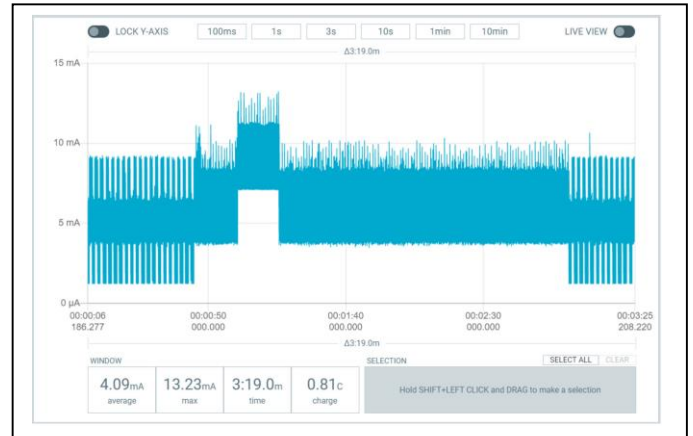 LOCK Y-AXIS 100ms 1s 3s 10s 1min 10min LIVE VIEW
Δ3:19.0m
15 mA
10 mA
5 mA
0 µA
00:00:06 00:00:50 00:01:40 00:02:30 00:03:25
186.277 000.000 000.000 000.000 208.220
Δ3:19.0m
WINDOW SELECTION SELECT ALL CLEAR
4.09mA 13.23mA 3:19.0m 0.81c
average max time charge
Hold SHIFT+LEFT CLICK and DRAG to make a selection